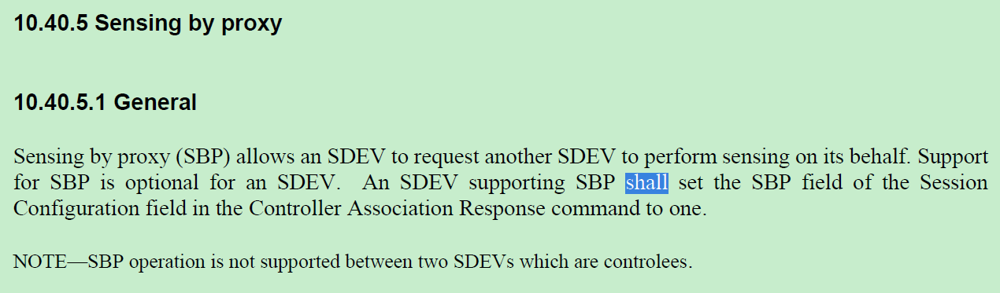 10.40.5 Sensing by proxy
10.40.5.1 General
Sensing by proxy (SBP) allows an SDEV to request another SDEV to perform sensing on its behalf. Support
for SBP is optional for an SDEV.  An SDEV supporting SBP shall set the SBP field of the Session
Configuration field in the Controller Association Response command to one.
NOTE—SBP operation is not supported between two SDEVs which are controlees.